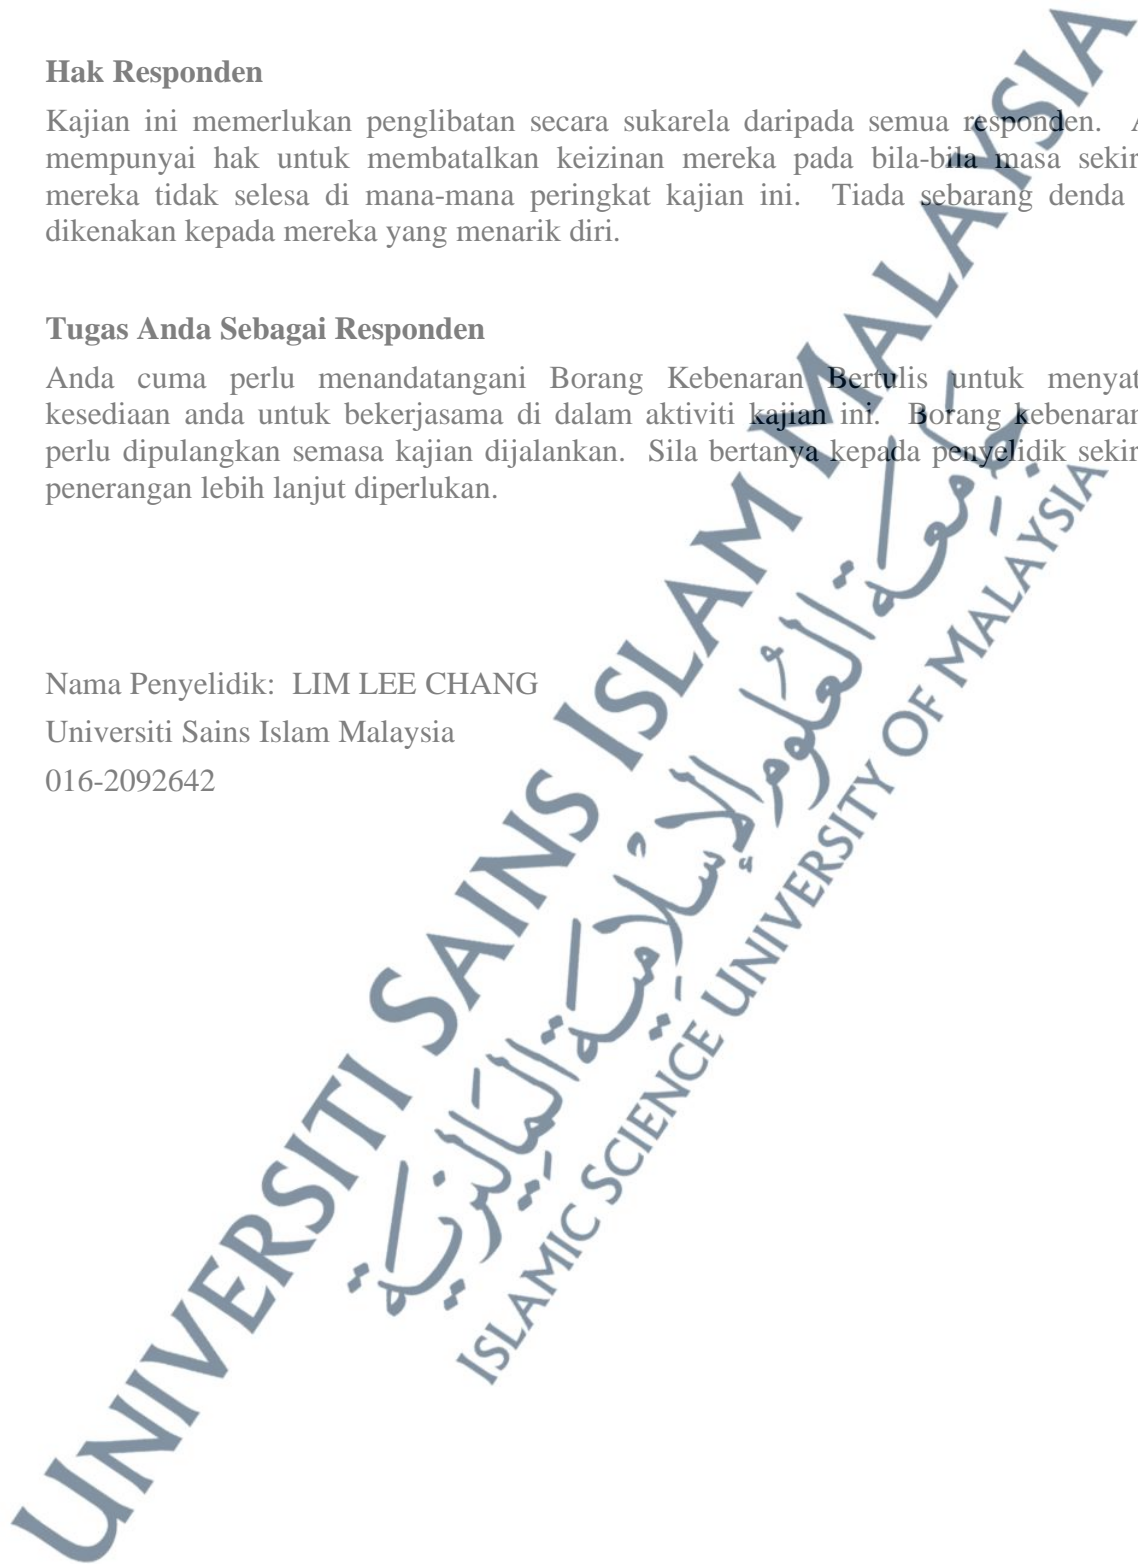 Hak Responden
Kajian ini memerlukan penglibatan secara sukarela daripada semua responden. A
mempunyai hak untuk membatalkan keizinan mereka pada bila-bila masa sekir
mereka tidak selesa di mana-mana peringkat kajian ini. Tiada sebarang denda
dikenakan kepada mereka yang menarik diri.
Tugas Anda Sebagai Responden
Anda cuma perlu menandatangani Borang Kebenaran Bertulis untuk menyat
kesediaan anda untuk bekerjasama di dalam aktiviti kajian ini. Borang kebenaran
perlu dipulangkan semasa kajian dijalankan. Sila bertanya kepada penyelidik sekir
penerangan lebih lanjut diperlukan.
Nama Penyelidik: LIM LEE CHANG
Universiti Sains Islam Malaysia
016-2092642
UNIVERSITI SAINS ISLAM MALAYSIA
جامعة العلوم الإسلامية الماليزية
ISLAMIC SCIENCE UNIVERSITY OF MALAYSIA